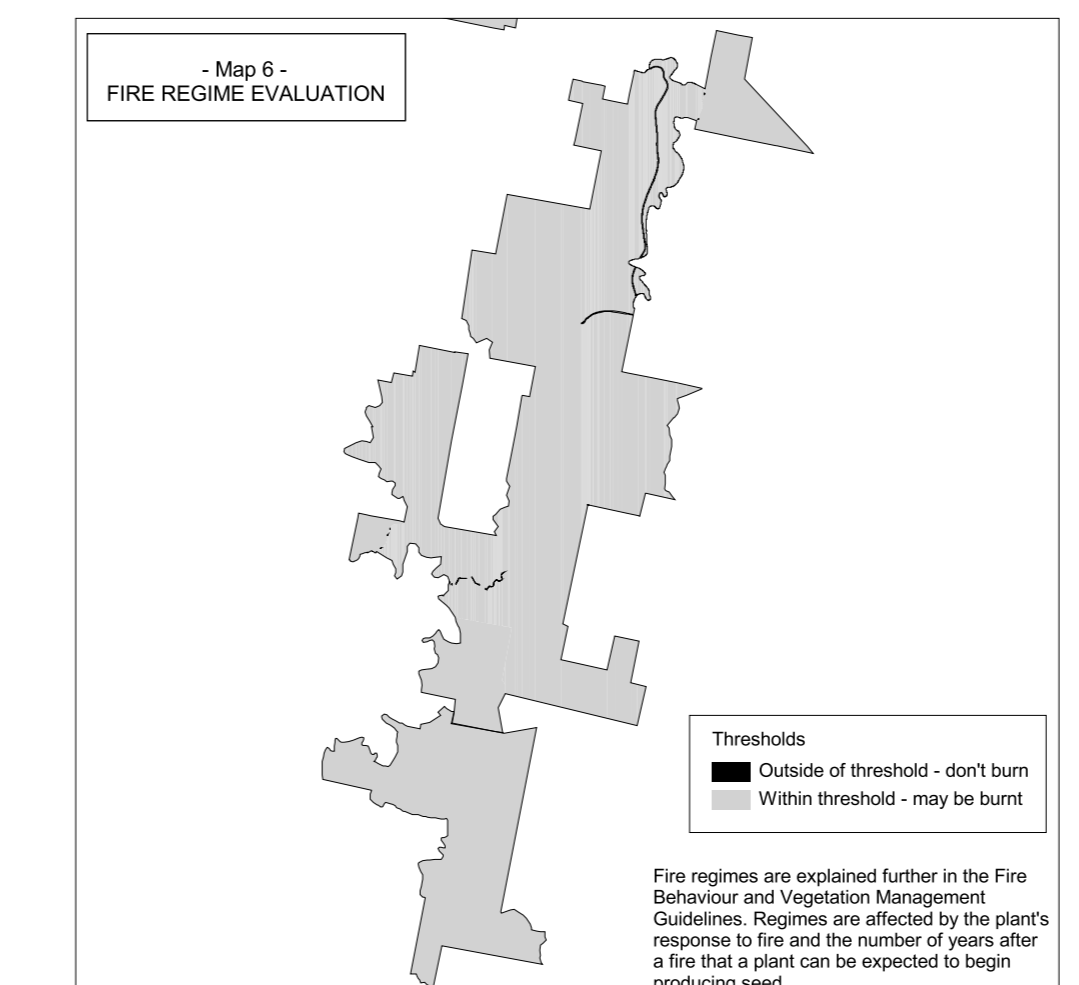 - Map 6 -
FIRE REGIME EVALUATION
Thresholds
Outside of threshold - don't burn
Within threshold - may be burnt
Fire regimes are explained further in the Fire
Behaviour and Vegetation Management
Guidelines. Regimes are affected by the plant's
response to fire and the number of years after
a fire that a plant can be expected to begin
producing seed